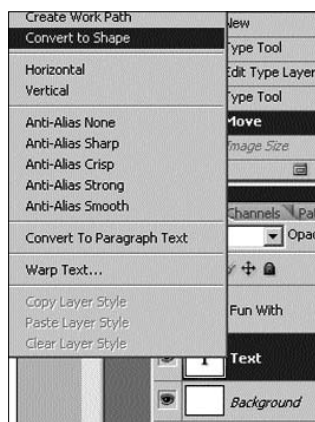 Create Work Path
Convert to Shape
Horizontal
Vertical
Anti-Alias None
Anti-Alias Sharp
Anti-Alias Crisp
Anti-Alias Strong
Anti-Alias Smooth
Convert To Paragraph Text
Warp Text...
Copy Layer Style
Paste Layer Style
Clear Layer Style
New
Type Tool
Edit Type Layer
Type Tool
Move
Image Size
Channels
Pa
Opac
Fun With
T Text
Background